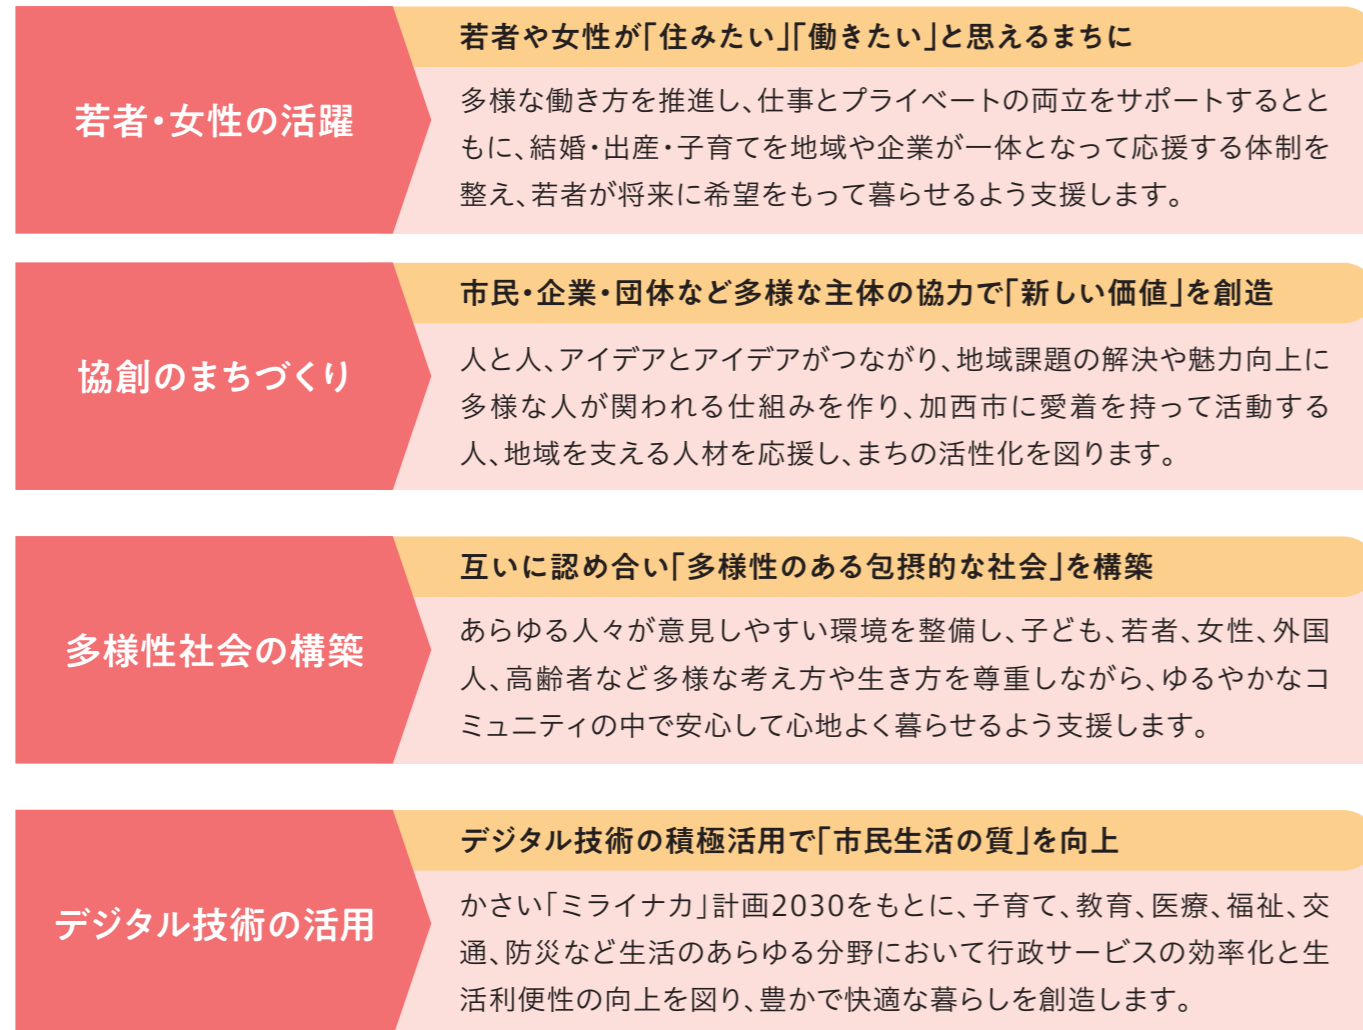 若者・女性の活躍
若者や女性が「住みたい」「働きたい」と思えるまちに
多様な働き方を推進し、仕事とプライベートの両立をサポートするとと
もに、結婚・出産・子育てを地域や企業が一体となって応援する体制を
整え、若者が将来に希望をもって暮らせるよう支援します。
協創のまちづくり
市民・企業・団体など多様な主体の協力で「新しい価値」を創造
人と人、アイデアとアイデアがつながり、地域課題の解決や魅力向上に
多様な人が関われる仕組みを作り、加西市に愛着を持って活動する
人、地域を支える人材を応援し、まちの活性化を図ります。
多様性社会の構築
互いに認め合い「多様性のある包摂的な社会」を構築
あらゆる人々が意見しやすい環境を整備し、子ども、若者、女性、外国
人、高齢者など多様な考え方や生き方を尊重しながら、ゆるやかなコ
ミュニティの中で安心して心地よく暮らせるよう支援します。
デジタル技術の活用
デジタル技術の積極活用で「市民生活の質」を向上
かさい「ミライナカ」計画2030をもとに、子育て、教育、医療、福祉、交
通、防災など生活のあらゆる分野において行政サービスの効率化と生
活利便性の向上を図り、豊かで快適な暮らしを創造します。